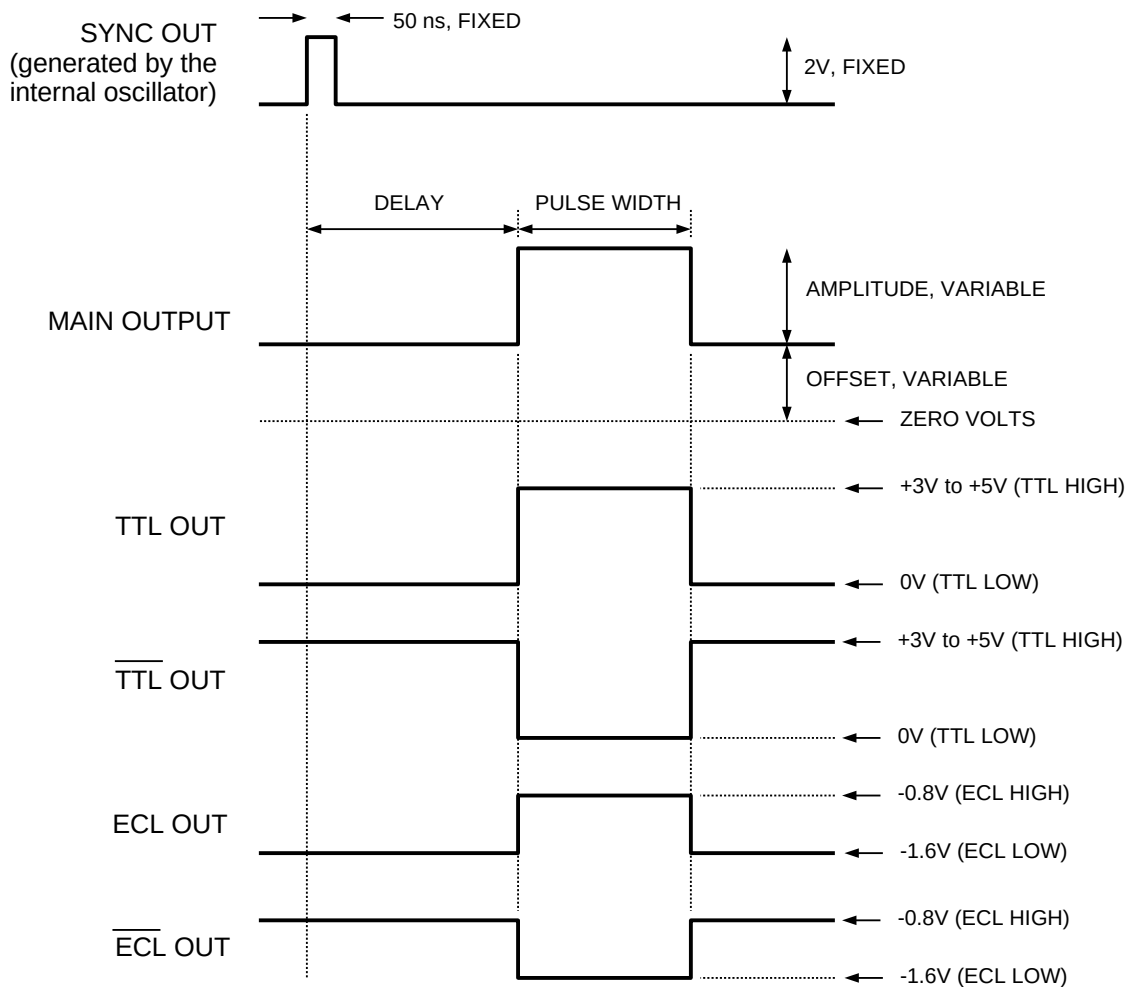 50 ns, FIXED
SYNC OUT
(generated by the
internal oscillator)
2V, FIXED
DELAY
PULSE WIDTH
AMPLITUDE, VARIABLE
MAIN OUTPUT
OFFSET, VARIABLE
ZERO VOLTS
+3V to +5V (TTL HIGH)
TTL OUT
0V (TTL LOW)
+3V to +5V (TTL HIGH)
T̅T̅L̅ OUT
0V (TTL LOW)
-0.8V (ECL HIGH)
ECL OUT
-1.6V (ECL LOW)
-0.8V (ECL HIGH)
E̅C̅L̅ OUT
-1.6V (ECL LOW)